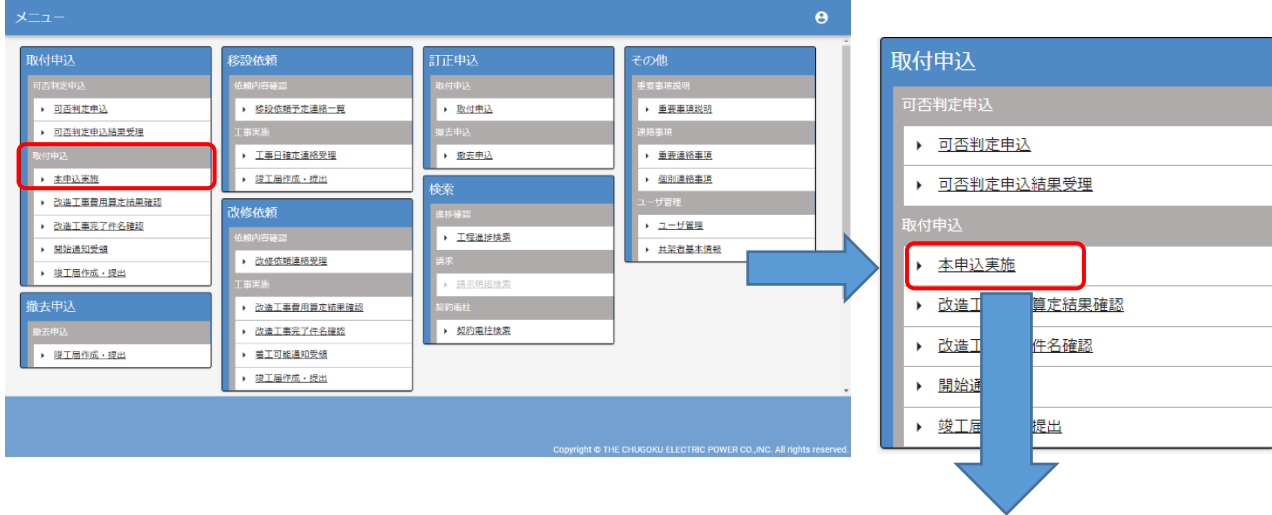 メニュー
取付申込
可否判定申込
可否判定申込
可否判定申込結果受理
取付申込
本申込実施
改造工事費用算定結果確認
改造工事完了件名確認
開始通知受領
竣工届作成・提出
撤去申込
撤去申込
竣工届作成・提出
移設依頼
依頼内容確認
移設依頼予定連絡一覧
工事実施
工事日確定連絡受理
竣工届作成・提出
改修依頼
依頼内容確認
改修依頼連絡受理
工事実施
改造工事費用算定結果確認
改造工事完了件名確認
着工可能通知受領
竣工届作成・提出
訂正申込
取付申込
取付申込
撤去申込
撤去申込
検索
進捗確認
工程進捗検索
請求
請求明細検索
契約電柱
契約電柱検索
その他
重要事項説明
重要事項説明
連絡事項
重要連絡事項
個別連絡事項
ユーザ管理
ユーザ管理
共架者基本情報
Copyright © THE CHUGOKU ELECTRIC POWER CO.,INC. All rights reserved.
取付申込
可否判定申込
可否判定申込
可否判定申込結果受理
取付申込
本申込実施
改造工 算定結果確認
改造工 件名確認
開始通
竣工届 提出